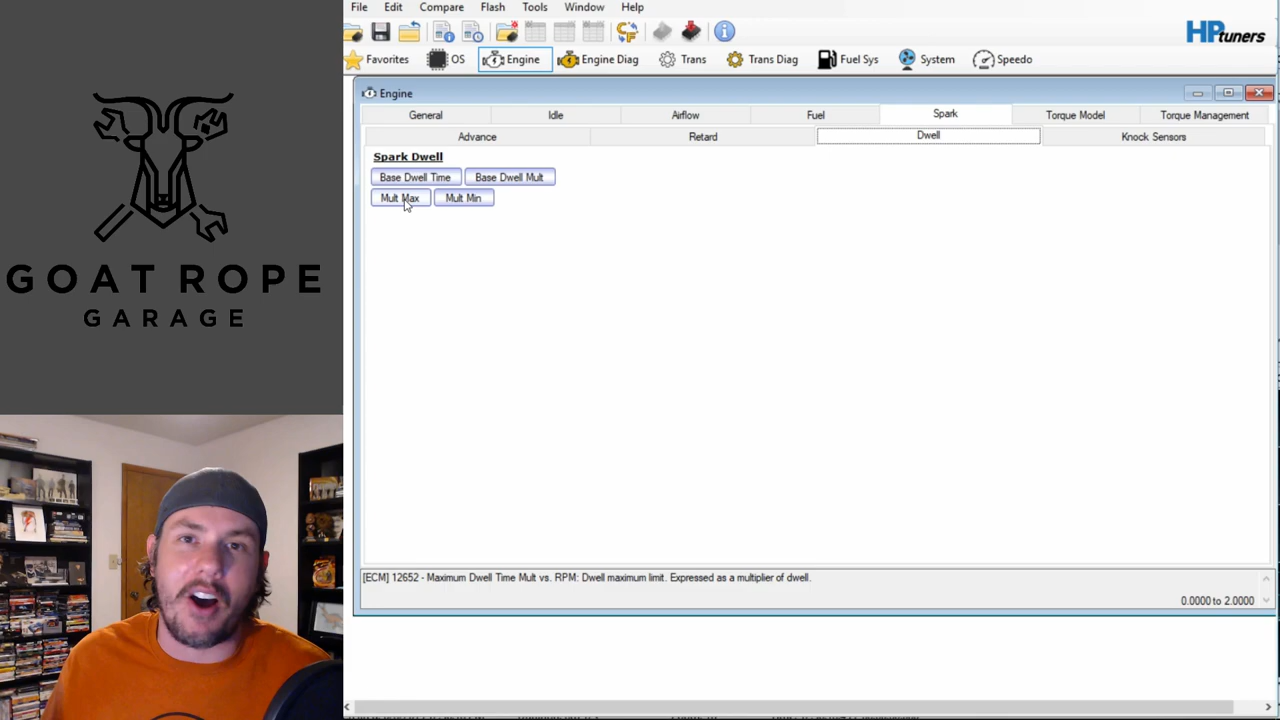 File Edit Compare Flash Tools Window Help
HPtuners
Favorites OS Engine Engine Diag Trans Trans Diag Fuel Sys System Speedo
Engine
General Idle Airflow Fuel Spark Torque Model Torque Management
Advance Retard Dwell Knock Sensors
Spark Dwell
Base Dwell Time Base Dwell Mult
Mult Max Mult Min
[ECM] 12652 - Maximum Dwell Time Mult vs. RPM: Dwell maximum limit. Expressed as a multiplier of dwell.
0.0000 to 2.0000
GOAT ROPE
GARAGE